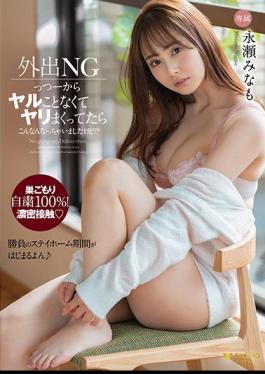 専属
永瀬みなも
外出NG
っつーから
ヤルことなくて
ヤリまくってたら
こんなんなっちゃいましたけど!?
巣ごもり
自粛100%!
濃密接触♡
勝負のステイホーム期間が
はじまるよん♪